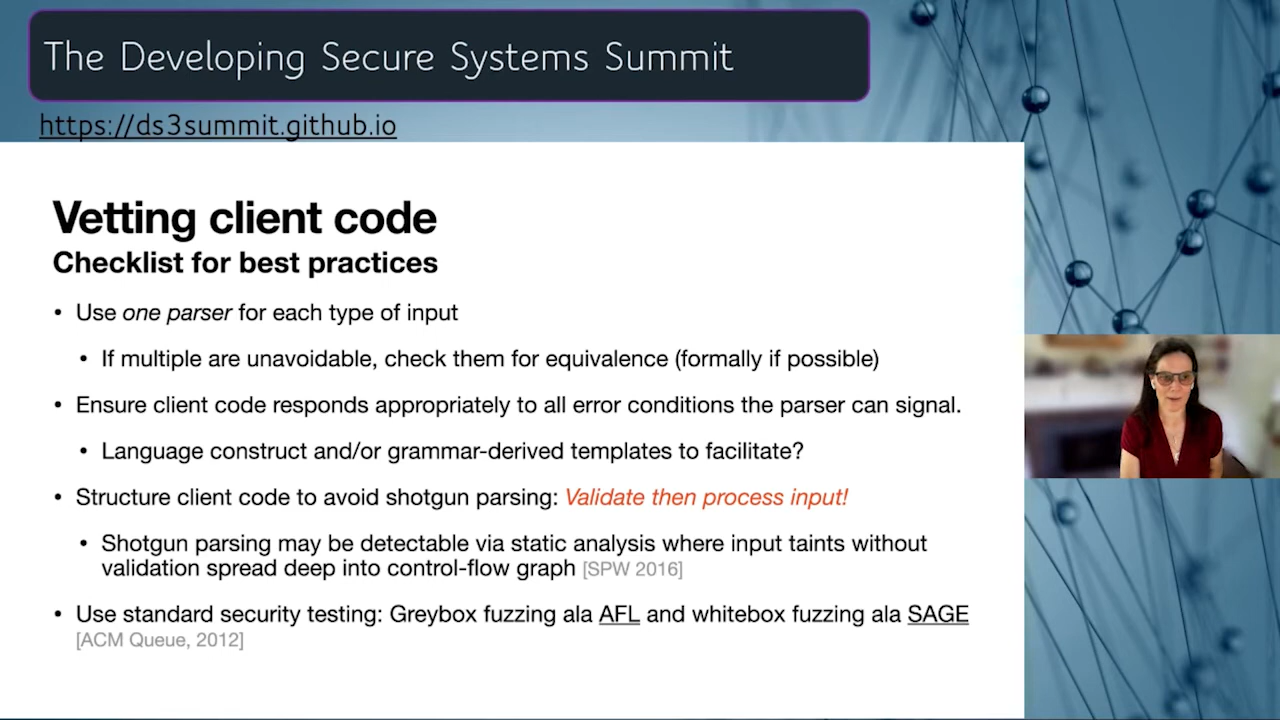 The Developing Secure Systems Summit
https://ds3summit.github.io
Vetting client code
Checklist for best practices
• Use one parser for each type of input
• If multiple are unavoidable, check them for equivalence (formally if possible)
• Ensure client code responds appropriately to all error conditions the parser can signal.
• Language construct and/or grammar-derived templates to facilitate?
• Structure client code to avoid shotgun parsing: Validate then process input!
• Shotgun parsing may be detectable via static analysis where input taints without
validation spread deep into control-flow graph [SPW 2016]
• Use standard security testing: Greybox fuzzing ala AFL and whitebox fuzzing ala SAGE
[ACM Queue, 2012]